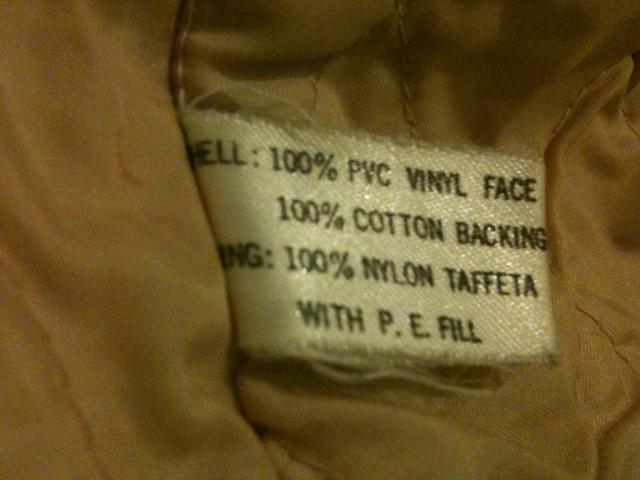 HELL: 100% PVC VINYL FACE
100% COTTON BACKING
ING: 100% NYLON TAFFETA
WITH P. E. FILL